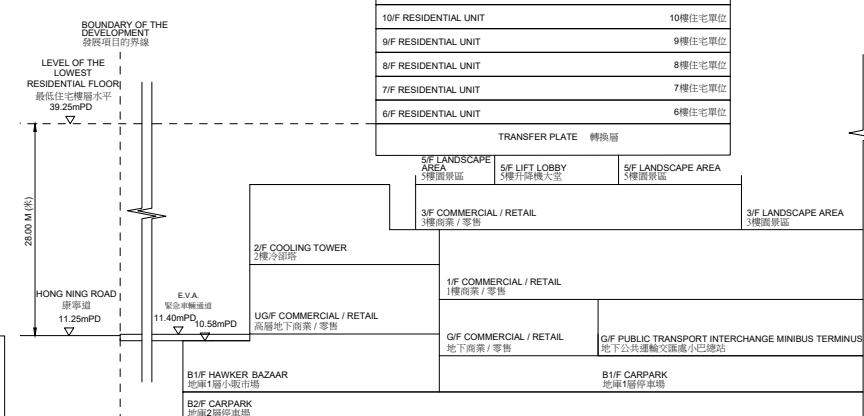 10/F RESIDENTIAL UNIT 10樓住宅單位
BOUNDARY OF THE
DEVELOPMENT
發展項目的界線
9/F RESIDENTIAL UNIT 9樓住宅單位
LEVEL OF THE
LOWEST
RESIDENTIAL FLOOR
最低住宅樓層水平
39.25mPD
8/F RESIDENTIAL UNIT 8樓住宅單位
7/F RESIDENTIAL UNIT 7樓住宅單位
6/F RESIDENTIAL UNIT 6樓住宅單位
TRANSFER PLATE 轉換層
5/F LANDSCAPE
AREA
5樓園景區
5/F LIFT LOBBY
5樓升降機大堂
5/F LANDSCAPE AREA
5樓園景區
28.00 M (米)
3/F COMMERCIAL / RETAIL
3樓商業 / 零售
3/F LANDSCAPE AREA
3樓園景區
2/F COOLING TOWER
2樓冷卻塔
1/F COMMERCIAL / RETAIL
1樓商業 / 零售
HONG NING ROAD
康寧道
11.25mPD
E.V.A.
緊急車輛通道
11.40mPD
10.58mPD
UG/F COMMERCIAL / RETAIL
高層地下商業 / 零售
G/F COMMERCIAL / RETAIL
地下商業 / 零售
G/F PUBLIC TRANSPORT INTERCHANGE MINIBUS TERMINUS
地下公共運輸交匯處小巴總站
B1/F HAWKER BAZAAR
地庫1層小販市場
B1/F CARPARK
地庫1層停車場
B2/F CARPARK
地庫2層停車場